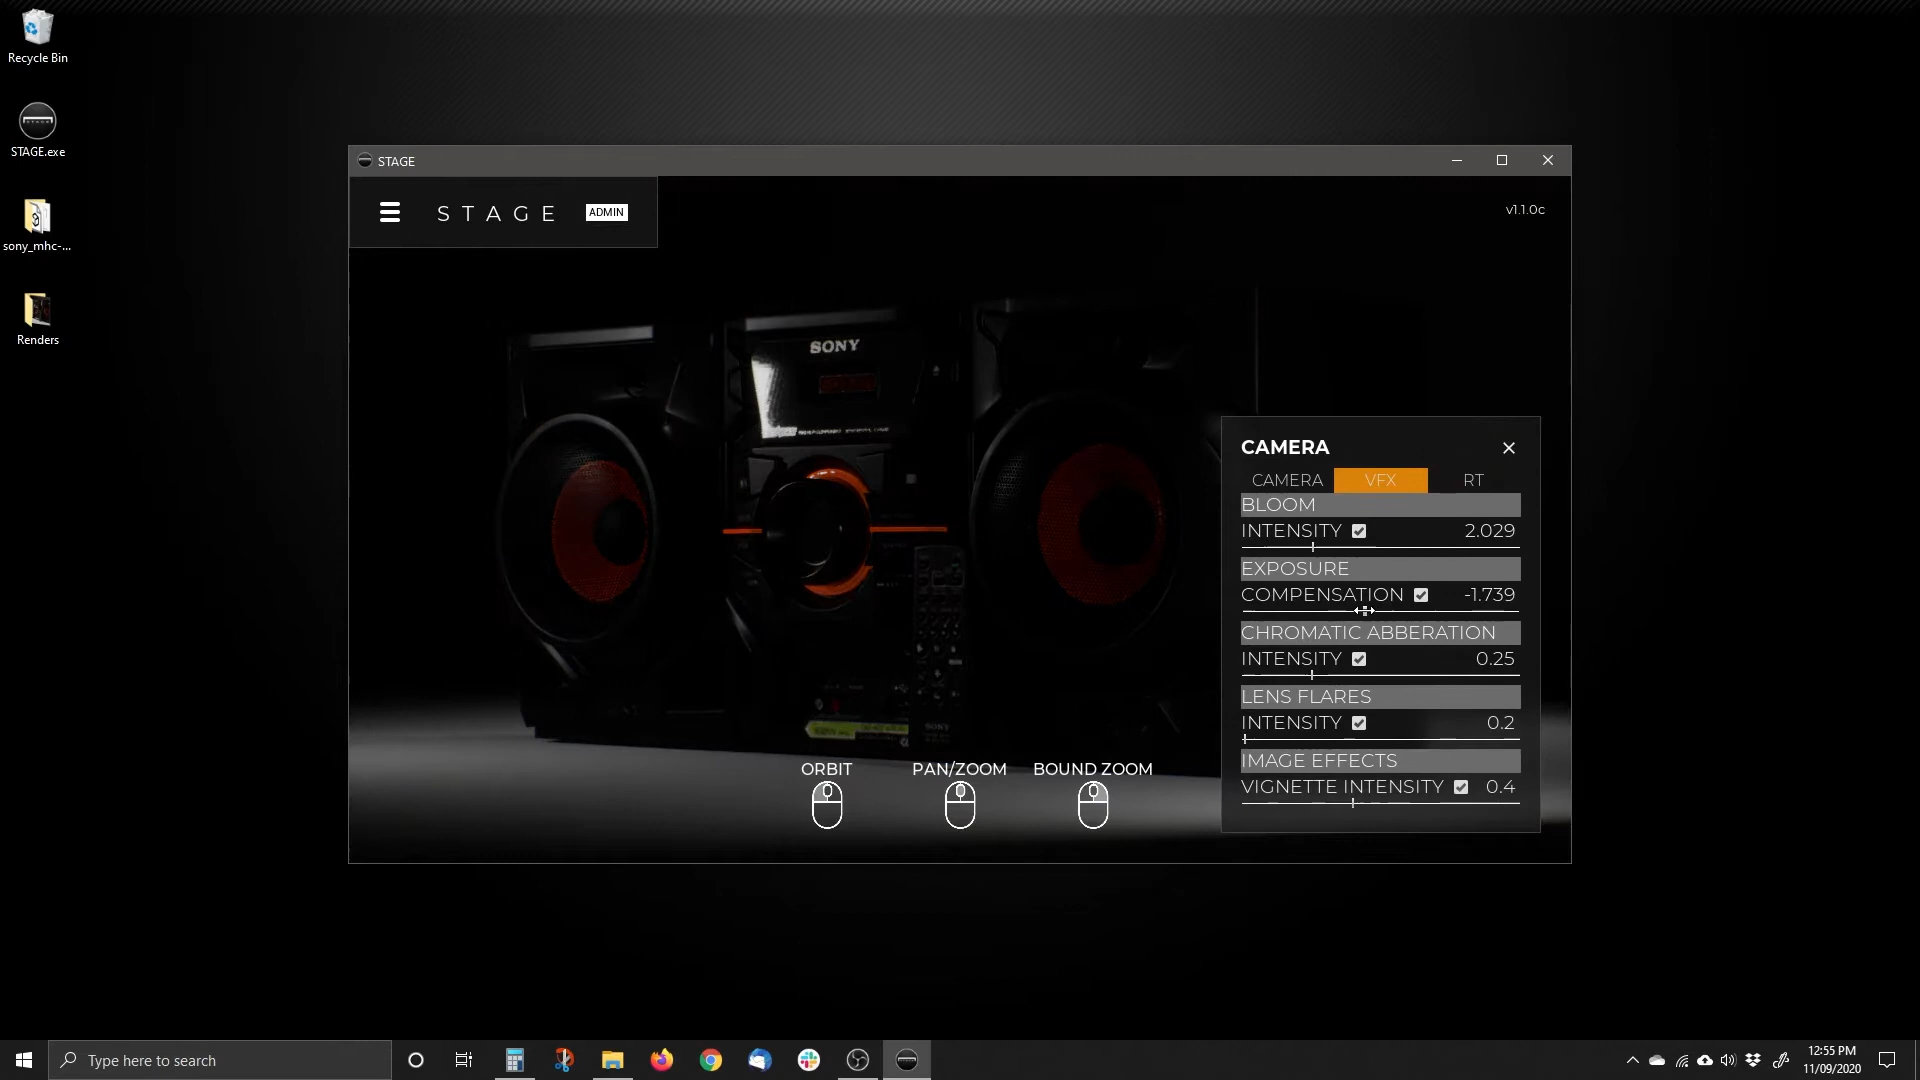 Recycle Bin
STAGE.exe
sony_mhc-...
Renders
STAGE
STAGE
ADMIN
v1.1.0c
SONY
CAMERA
CAMERA VFX RT
BLOOM
INTENSITY 2.029
EXPOSURE
COMPENSATION -1.739
CHROMATIC ABBERATION
INTENSITY 0.25
LENS FLARES
INTENSITY 0.2
IMAGE EFFECTS
VIGNETTE INTENSITY 0.4
SONY
ORBIT
PAN/ZOOM
BOUND ZOOM
Type here to search
12:55 PM
11/09/2020